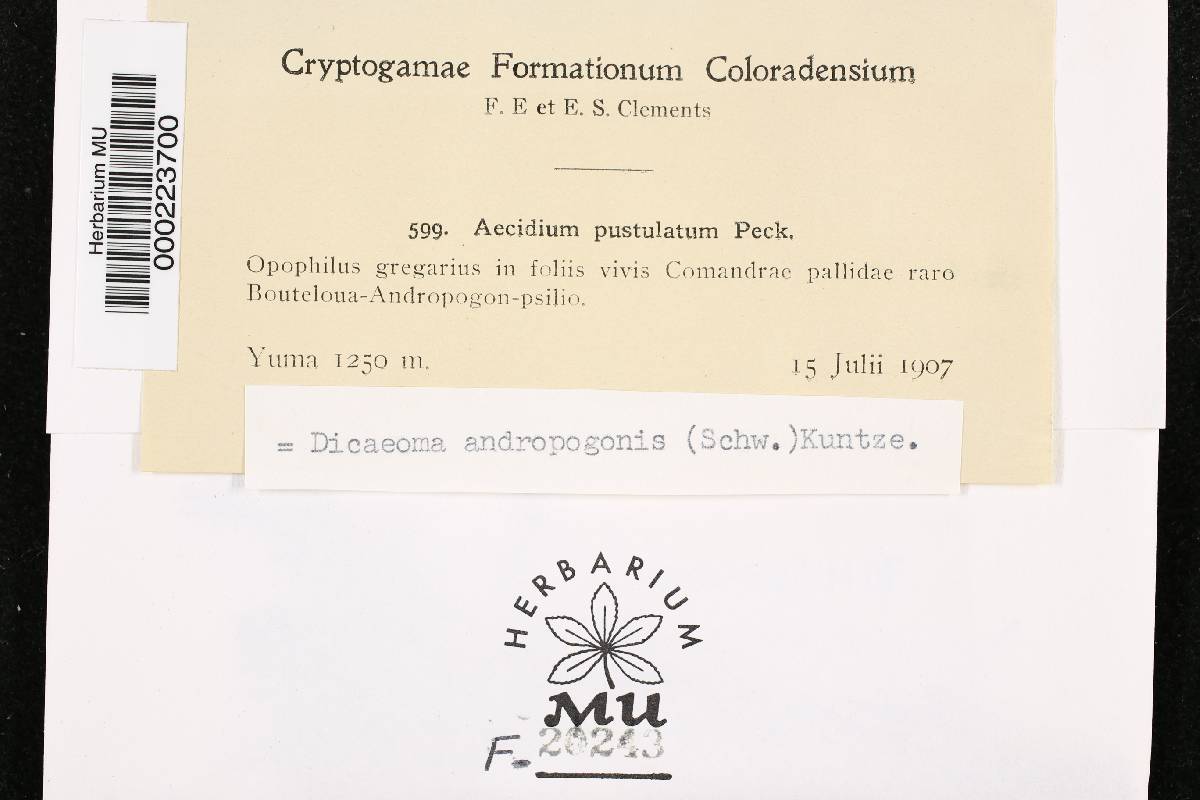 Cryptogamae Formationum Coloradensium
F. E et E. S. Clements
599. Aecidium pustulatum Peck.
Opophilus gregarius in foliis vivis Comandrae pallidae raro
Bouteloua-Andropogon-psilio.
Yuma 1250 m. 15 Julii 1907
= Dicaeoma andropogonis (Schw.)Kuntze.
Herbarium MU
000223700
HERBARIUM
MU
F. 20243